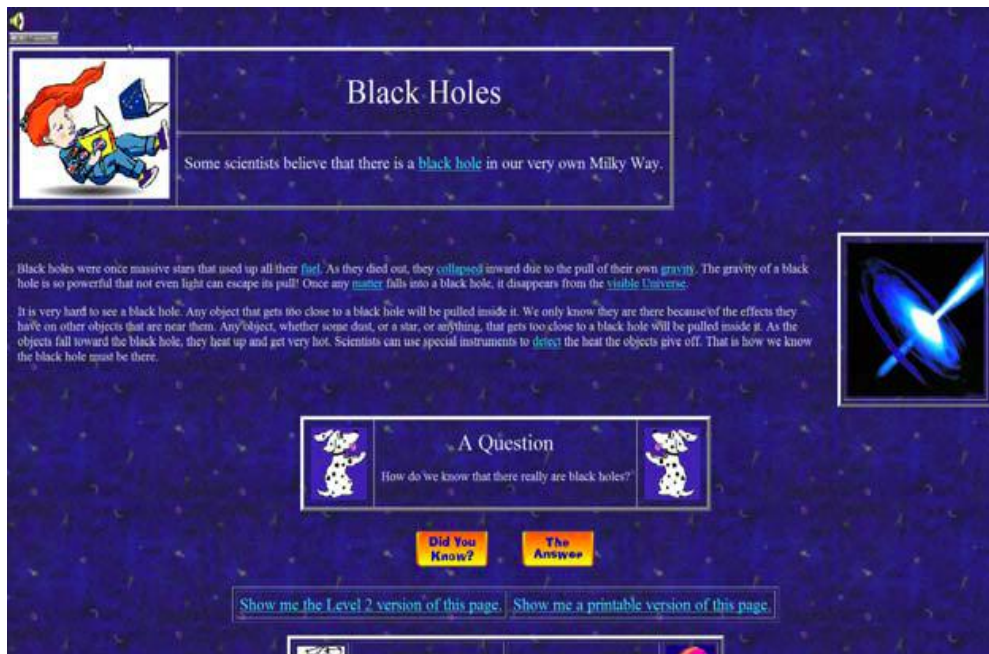 Black Holes
Some scientists believe that there is a black hole in our very own Milky Way.
Black holes were once massive stars that used up all their fuel. As they died out, they collapsed inward due to the pull of their own gravity. The gravity of a black
hole is so powerful that not even light can escape its pull! Once any matter falls into a black hole, it disappears from the visible Universe.
It is very hard to see a black hole. Any object that gets too close to a black hole will be pulled inside it. We only know they are there because of the effects they
have on other objects that are near them. Any object, whether some dust, or a star, or anything, that gets too close to a black hole will be pulled inside it. As the
objects fall toward the black hole, they heat up and get very hot. Scientists can use special instruments to detect the heat the objects give off. That is how we know
the black hole must be there.
A Question
How do we know that there really are black holes?
Did You
Know?
The
Answer
Show me the Level 2 version of this page.
Show me a printable version of this page.